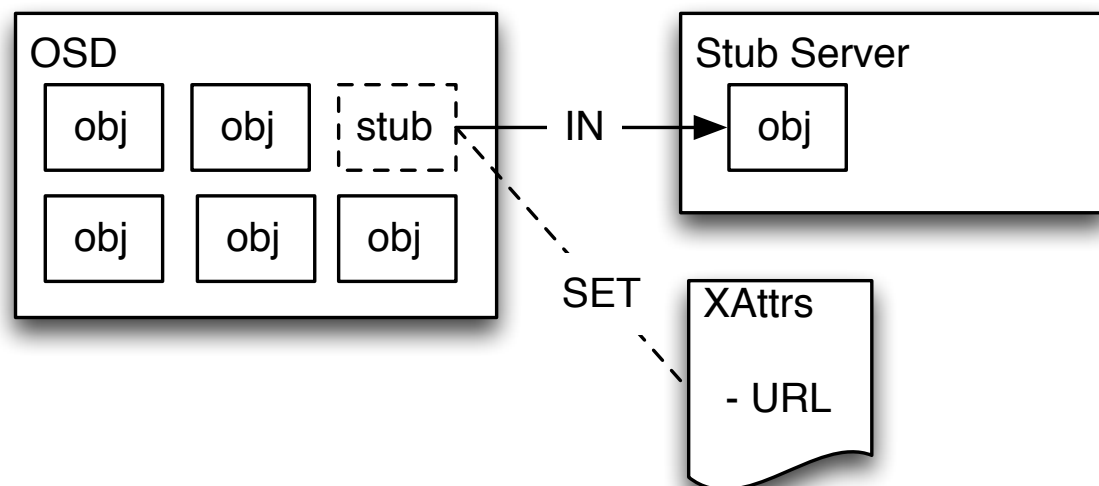 OSD
obj obj stub
obj obj obj
IN
Stub Server
obj
SET
XAttrs
- URL